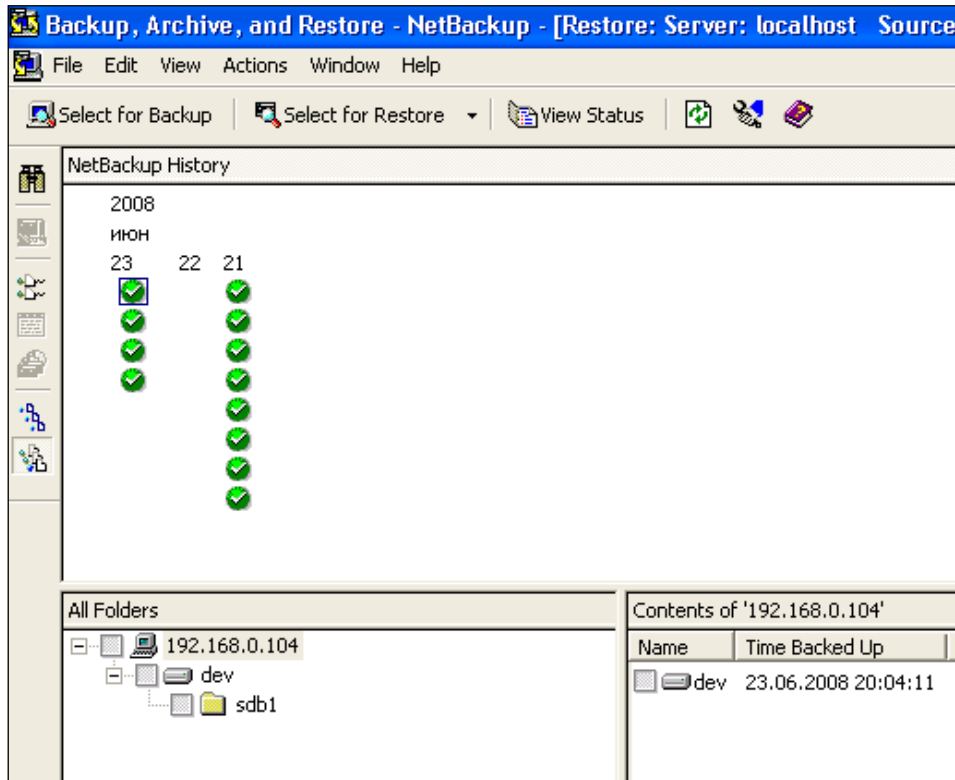 Backup, Archive, and Restore - NetBackup - [Restore: Server: localhost Source
File Edit View Actions Window Help
Select for Backup Select for Restore View Status
NetBackup History
2008
июн
23 22 21
All Folders
Contents of '192.168.0.104'
192.168.0.104
dev
sdb1
Name Time Backed Up
dev 23.06.2008 20:04:11